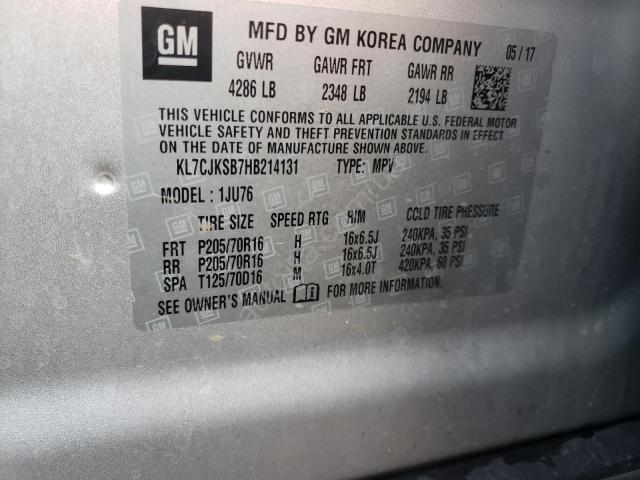 GM
MFD BY GM KOREA COMPANY 05 / 17
GVWR GAWR FRT GAWR RR
4286 LB 2348 LB 2194 LB
THIS VEHICLE CONFORMS TO ALL APPLICABLE U.S. FEDERAL MOTOR
VEHICLE SAFETY AND THEFT PREVENTION STANDARDS IN EFFECT
ON THE DATE OF MANUFACTURE SHOWN ABOVE.
KL7CJKSB7HB214131 TYPE: MPV
MODEL : 1JU76
TIRE SIZE SPEED RTG RIM COLD TIRE PRESSURE
FRT P205/70R16 H 16x6.5J 240KPA, 35 PSI
RR P205/70R16 H 16x6.5J 240KPA, 35 PSI
SPA T125/70D16 M 16x4.0T 420KPA, 60 PSI
SEE OWNER'S MANUAL FOR MORE INFORMATION.